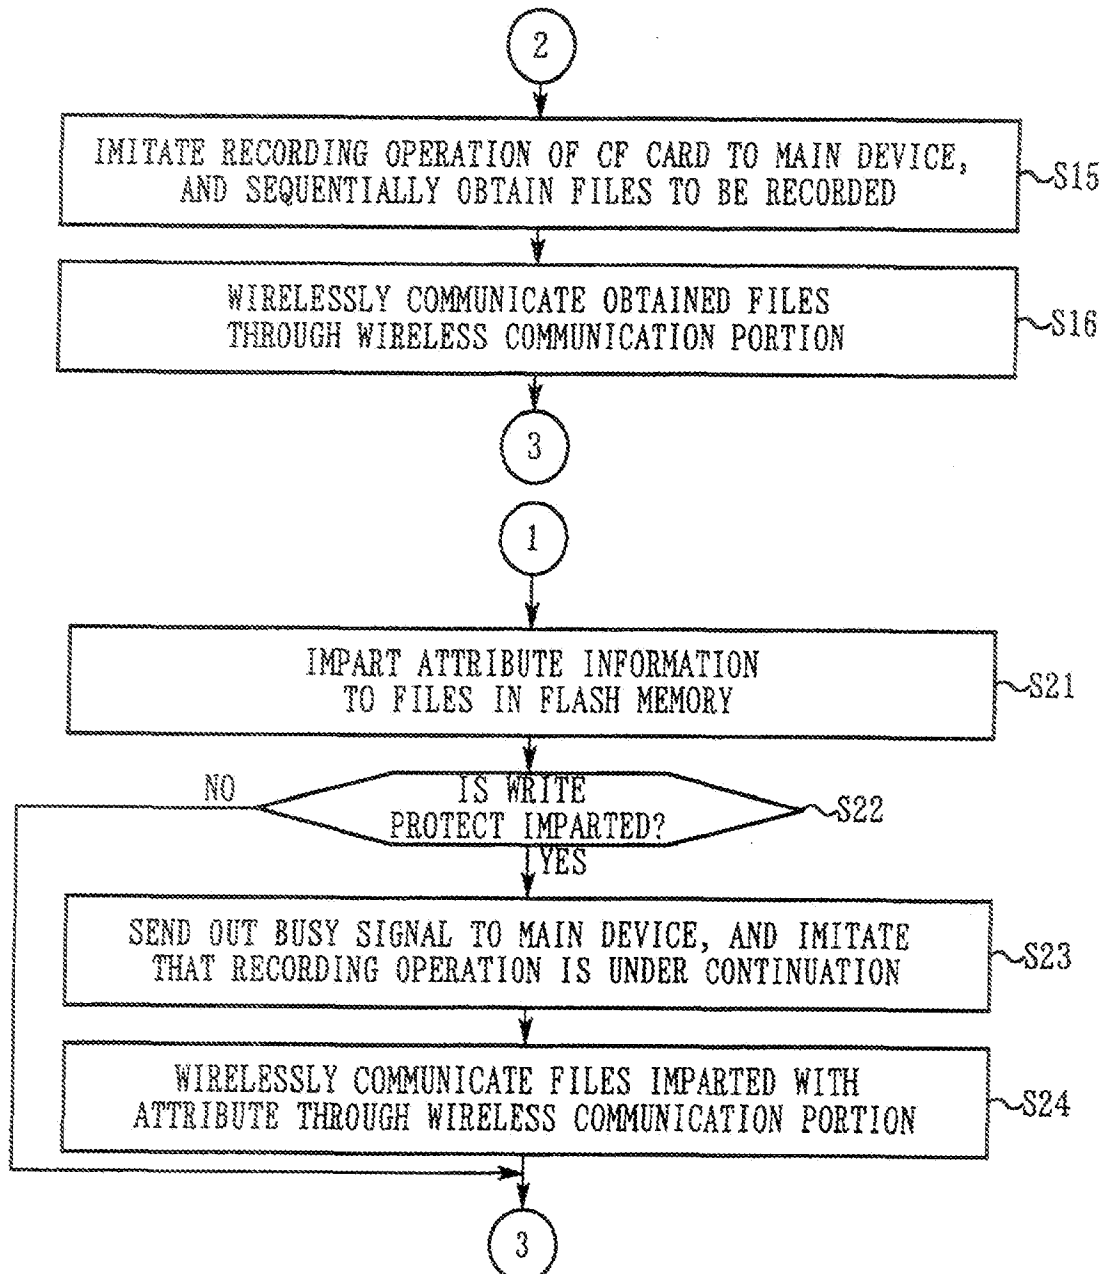 2
IMITATE RECORDING OPERATION OF CF CARD TO MAIN DEVICE,
AND SEQUENTIALLY OBTAIN FILES TO BE RECORDED
S15
WIRELESSLY COMMUNICATE OBTAINED FILES
THROUGH WIRELESS COMMUNICATION PORTION
S16
3
1
IMPART ATTRIBUTE INFORMATION
TO FILES IN FLASH MEMORY
S21
NO
IS WRITE
PROTECT IMPARTED?
S22
YES
SEND OUT BUSY SIGNAL TO MAIN DEVICE, AND IMITATE
THAT RECORDING OPERATION IS UNDER CONTINUATION
S23
WIRELESSLY COMMUNICATE FILES IMPARTED WITH
ATTRIBUTE THROUGH WIRELESS COMMUNICATION PORTION
S24
3